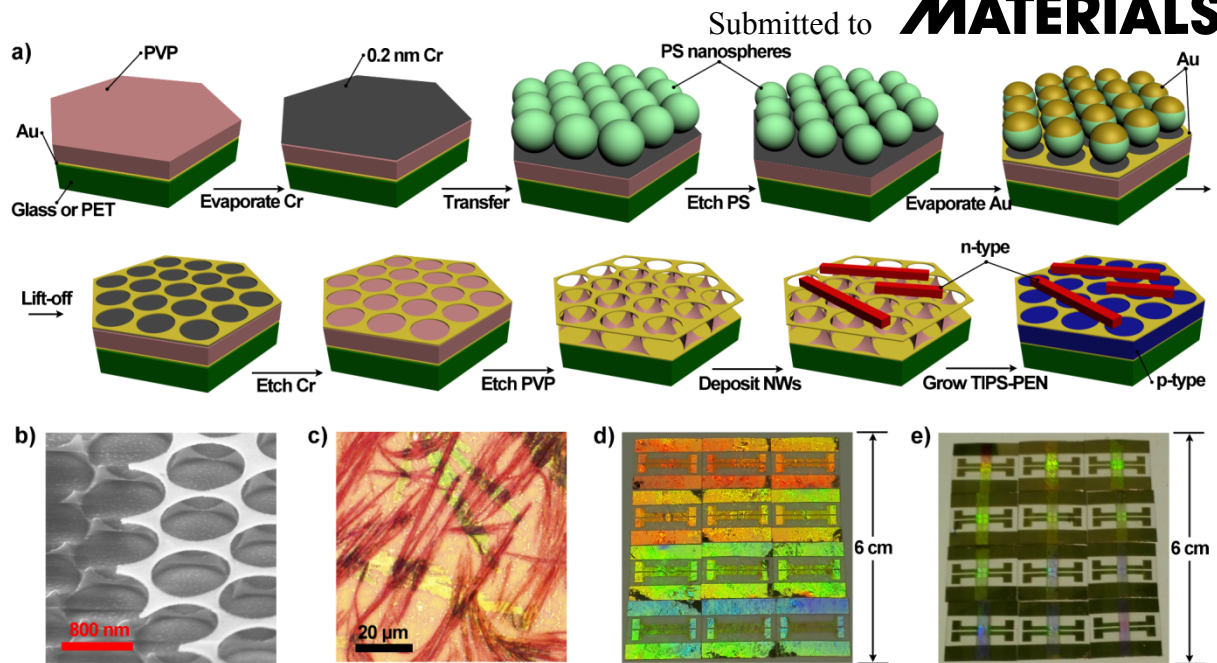 Submitted to MATERIALS
a)
PVP
0.2 nm Cr
PS nanospheres
Au
Au
Glass or PET
Evaporate Cr
Transfer
Etch PS
Evaporate Au
Lift-off
n-type
Etch Cr
Etch PVP
Deposit NWs
Grow TIPS-PEN
p-type
b)
c)
d)
e)
800 nm
20 µm
6 cm
6 cm